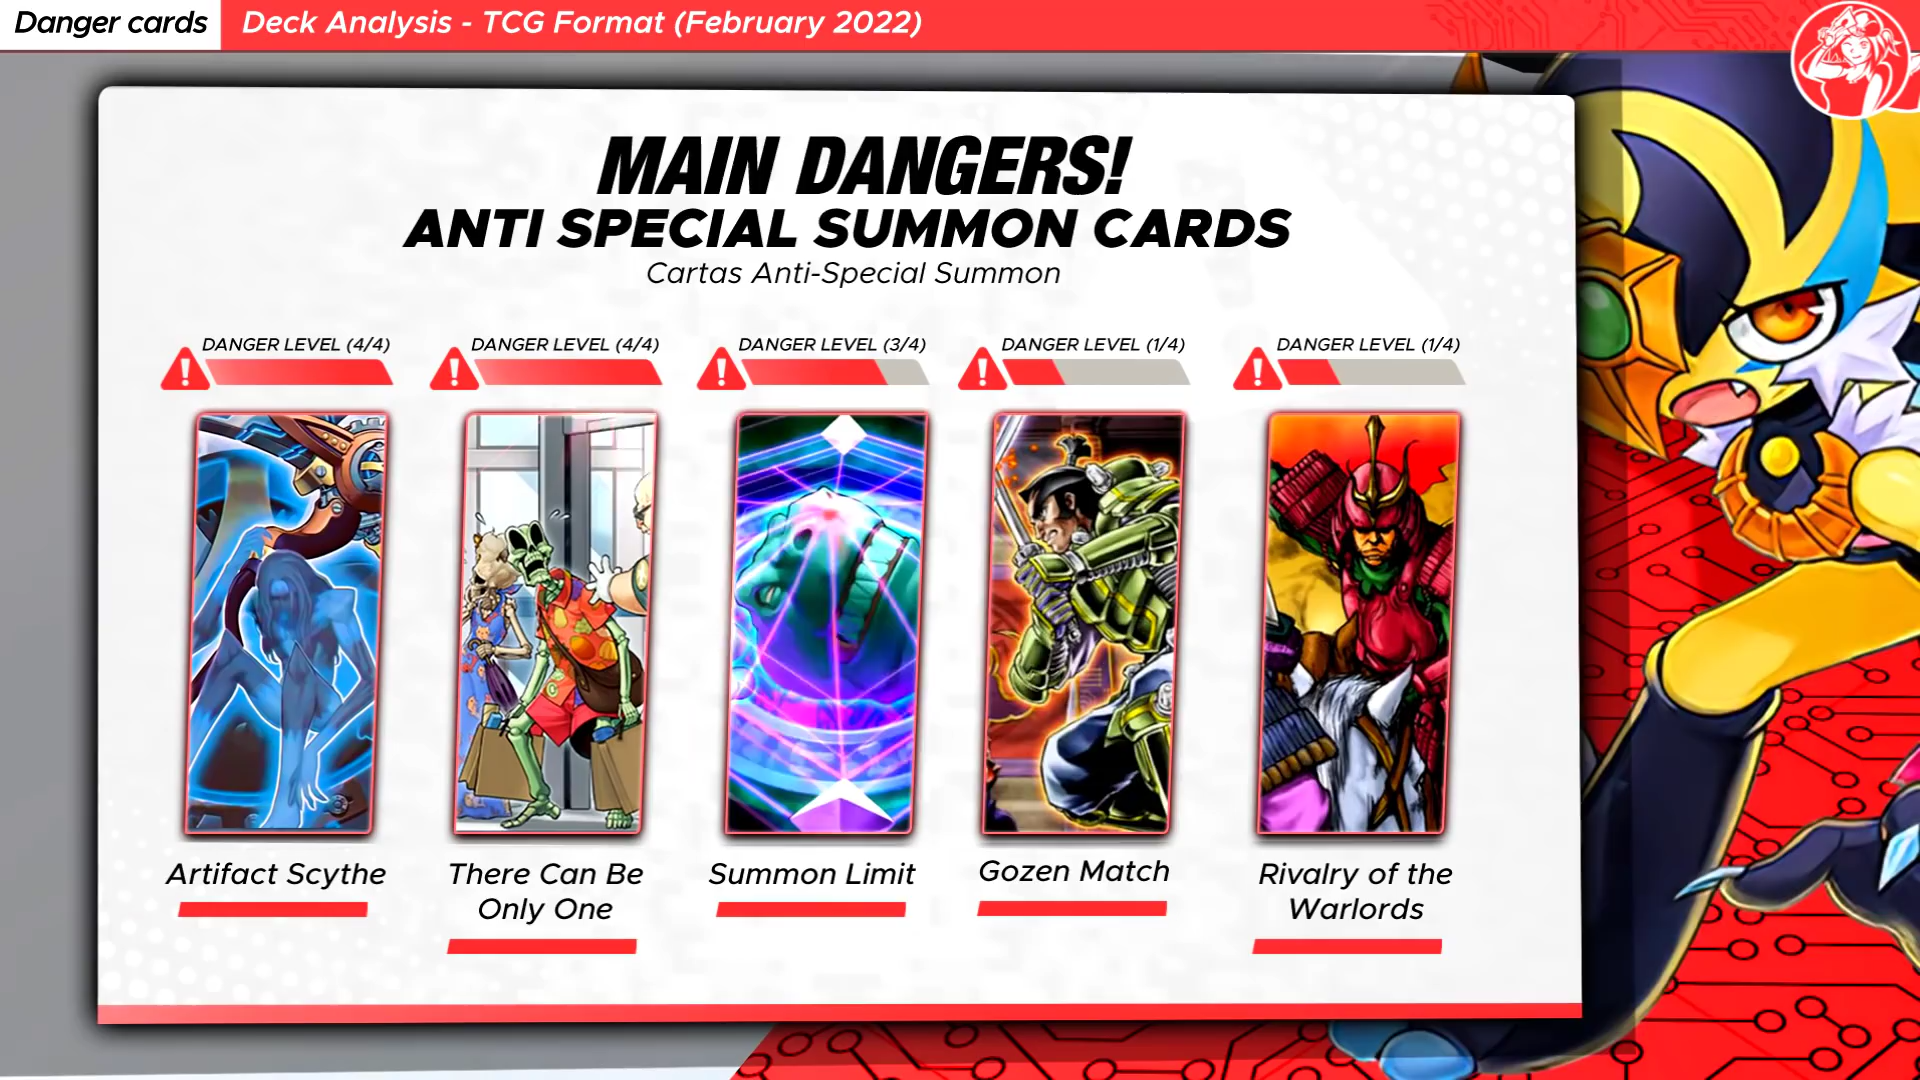 Danger cards
Deck Analysis - TCG Format (February 2022)
MAIN DANGERS!
ANTI SPECIAL SUMMON CARDS
Cartas Anti-Special Summon
DANGER LEVEL (4/4)
DANGER LEVEL (4/4)
DANGER LEVEL (3/4)
DANGER LEVEL (1/4)
DANGER LEVEL (1/4)
Artifact Scythe
There Can Be
Only One
Summon Limit
Gozen Match
Rivalry of the
Warlords